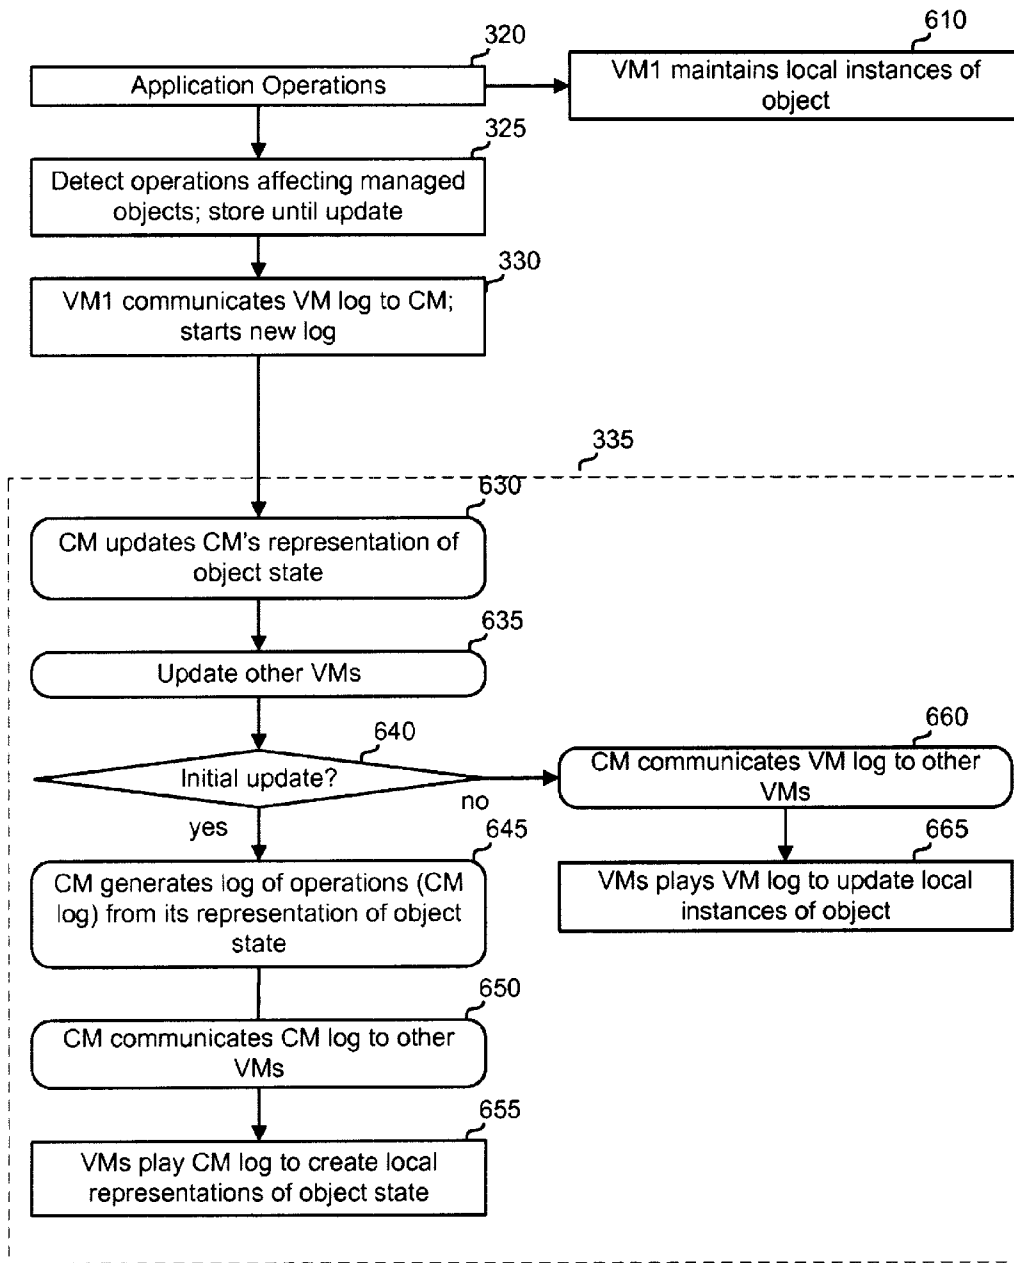 320
610
Application Operations
VM1 maintains local instances of
object
325
Detect operations affecting managed
objects; store until update
330
VM1 communicates VM log to CM;
starts new log
335
630
CM updates CM's representation of
object state
635
Update other VMs
640
Initial update?
no
yes
660
CM communicates VM log to other
VMs
665
VMs plays VM log to update local
instances of object
645
CM generates log of operations (CM
log) from its representation of object
state
650
CM communicates CM log to other
VMs
655
VMs play CM log to create local
representations of object state